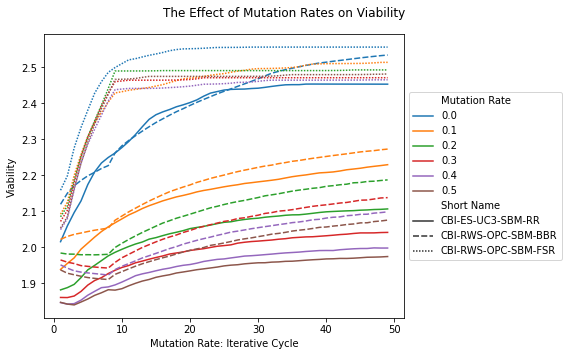 The Effect of Mutation Rates on Viability
Viability
2.5
2.4
2.3
2.2
2.1
2.0
1.9
0
10
20
30
40
50
Mutation Rate: Iterative Cycle
Mutation Rate
0.0
0.1
0.2
0.3
0.4
0.5
Short Name
CBI-ES-UC3-SBM-RR
CBI-RWS-OPC-SBM-BBR
CBI-RWS-OPC-SBM-FSR